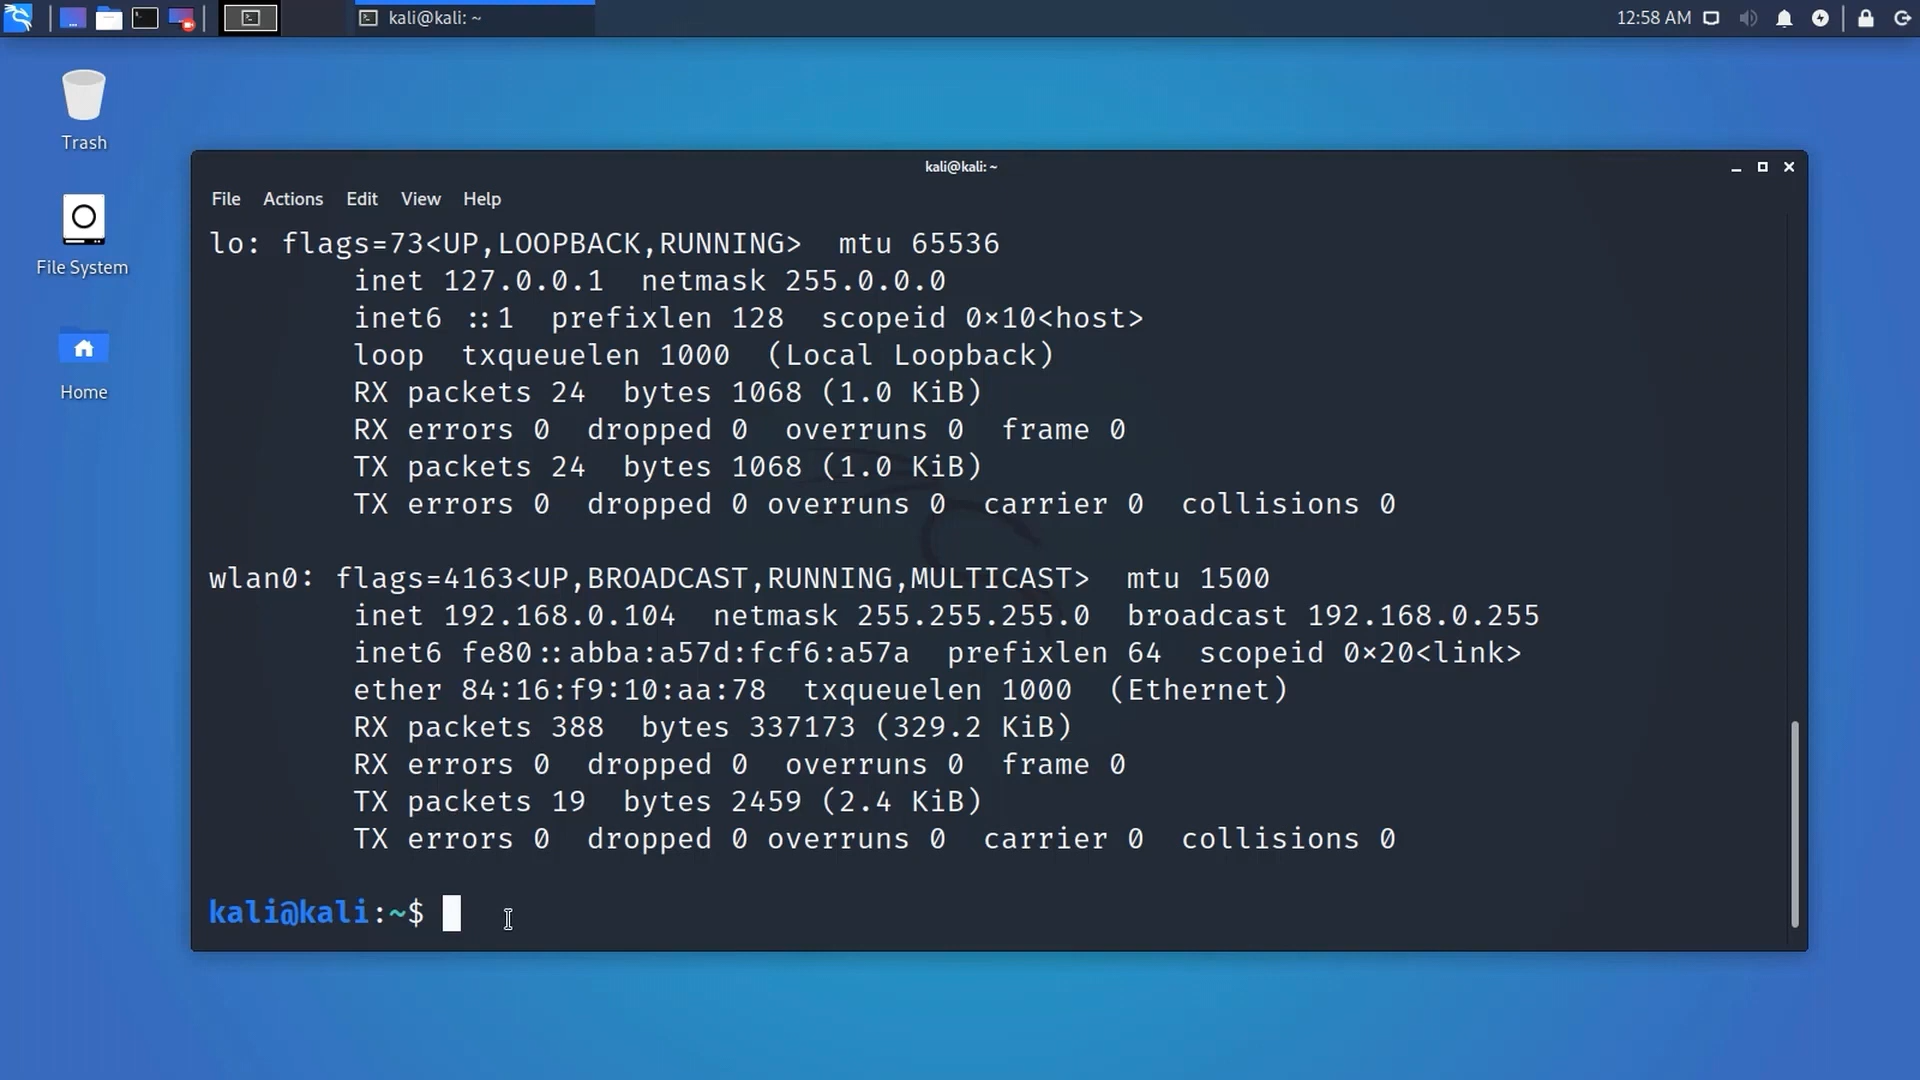 kali@kali: ~
12:58 AM
Trash
File System
Home
kali@kali: ~
File Actions Edit View Help
lo: flags=73<UP,LOOPBACK,RUNNING>  mtu 65536
        inet 127.0.0.1  netmask 255.0.0.0
        inet6 ::1  prefixlen 128  scopeid 0×10<host>
        loop  txqueuelen 1000  (Local Loopback)
        RX packets 24  bytes 1068 (1.0 KiB)
        RX errors 0  dropped 0  overruns 0  frame 0
        TX packets 24  bytes 1068 (1.0 KiB)
        TX errors 0  dropped 0 overruns 0  carrier 0  collisions 0
wlan0: flags=4163<UP,BROADCAST,RUNNING,MULTICAST>  mtu 1500
        inet 192.168.0.104  netmask 255.255.255.0  broadcast 192.168.0.255
        inet6 fe80::abba:a57d:fcf6:a57a  prefixlen 64  scopeid 0×20<link>
        ether 84:16:f9:10:aa:78  txqueuelen 1000  (Ethernet)
        RX packets 388  bytes 337173 (329.2 KiB)
        RX errors 0  dropped 0  overruns 0  frame 0
        TX packets 19  bytes 2459 (2.4 KiB)
        TX errors 0  dropped 0 overruns 0  carrier 0  collisions 0
kali@kali:~$